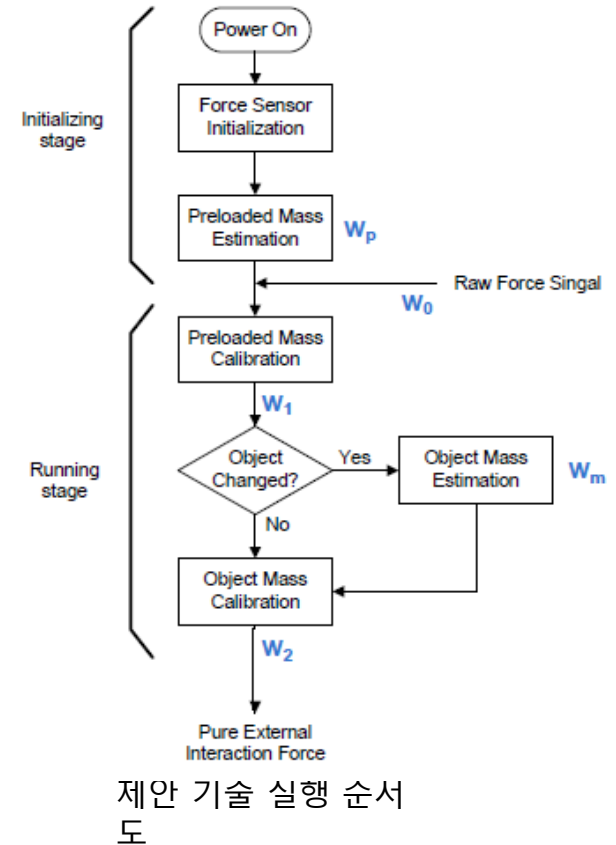 Power On
Initializing
stage
Force Sensor
Initialization
Preloaded Mass
Estimation
Wp
Raw Force Singal
W0
Preloaded Mass
Calibration
W1
Running
stage
Object
Changed?
Yes
Object Mass
Estimation
Wm
No
Object Mass
Calibration
W2
Pure External
Interaction Force
제안 기술 실행 순서
도